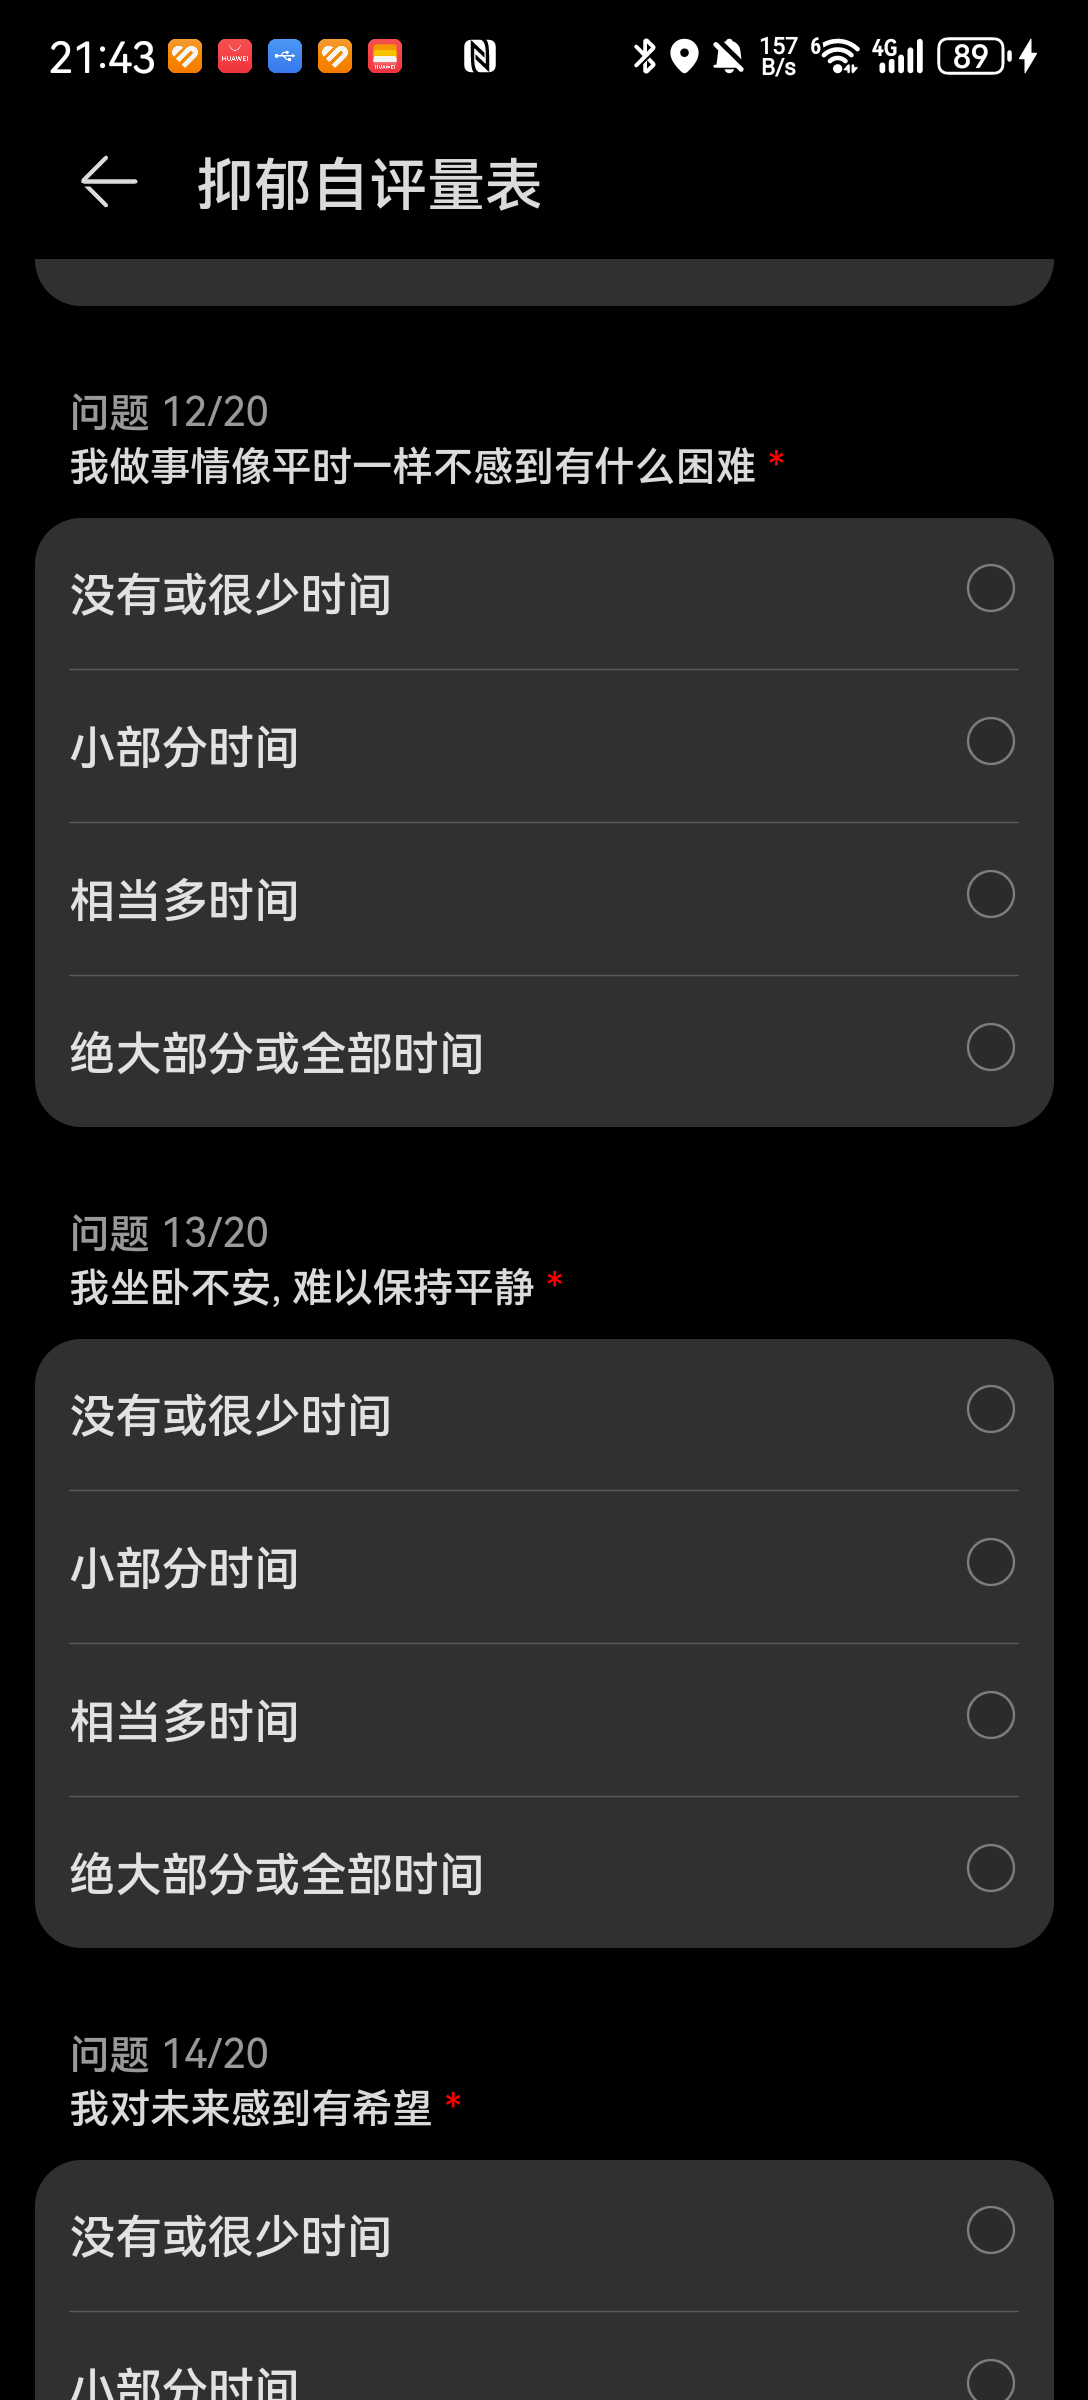 21:43
157
B/s
6
4G
89
抑郁自评量表
问题 12/20
我做事情像平时一样不感到有什么困难 *
没有或很少时间
小部分时间
相当多时间
绝大部分或全部时间
问题 13/20
我坐卧不安, 难以保持平静 *
没有或很少时间
小部分时间
相当多时间
绝大部分或全部时间
问题 14/20
我对未来感到有希望 *
没有或很少时间
小部分时间